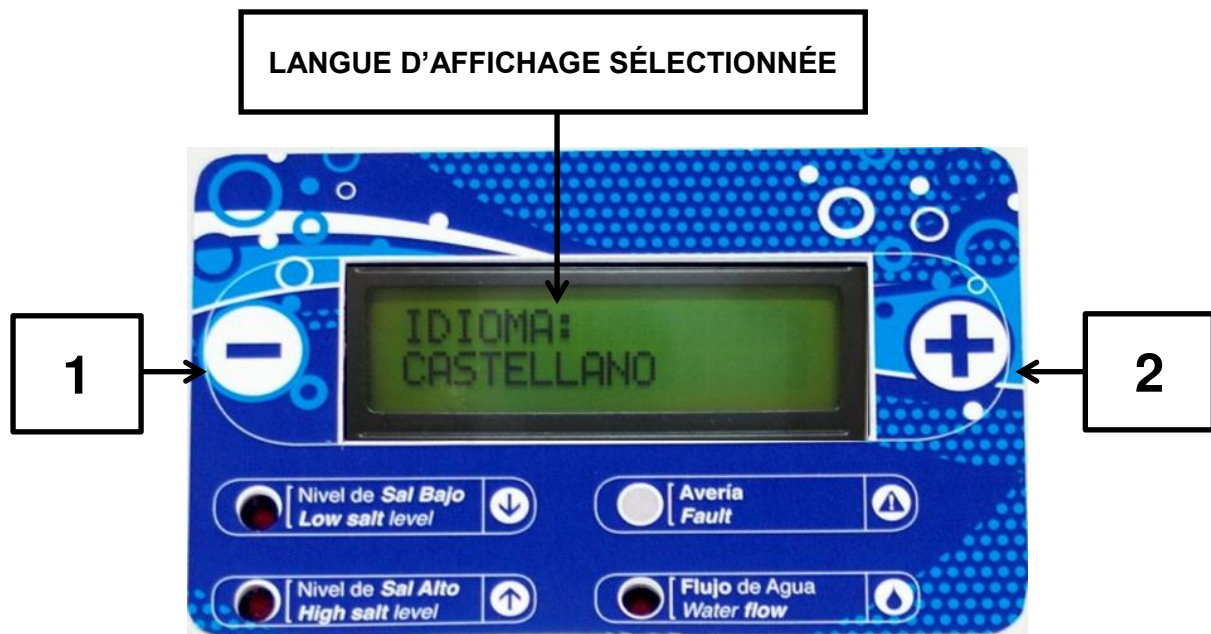 LANGUE D’AFFICHAGE SÉLECTIONNÉE
1
IDIOMA:
CASTELLANO
2
Nivel de Sal Bajo
Low salt level
Avería
Fault
Nivel de Sal Alto
High salt level
Flujo de Agua
Water flow